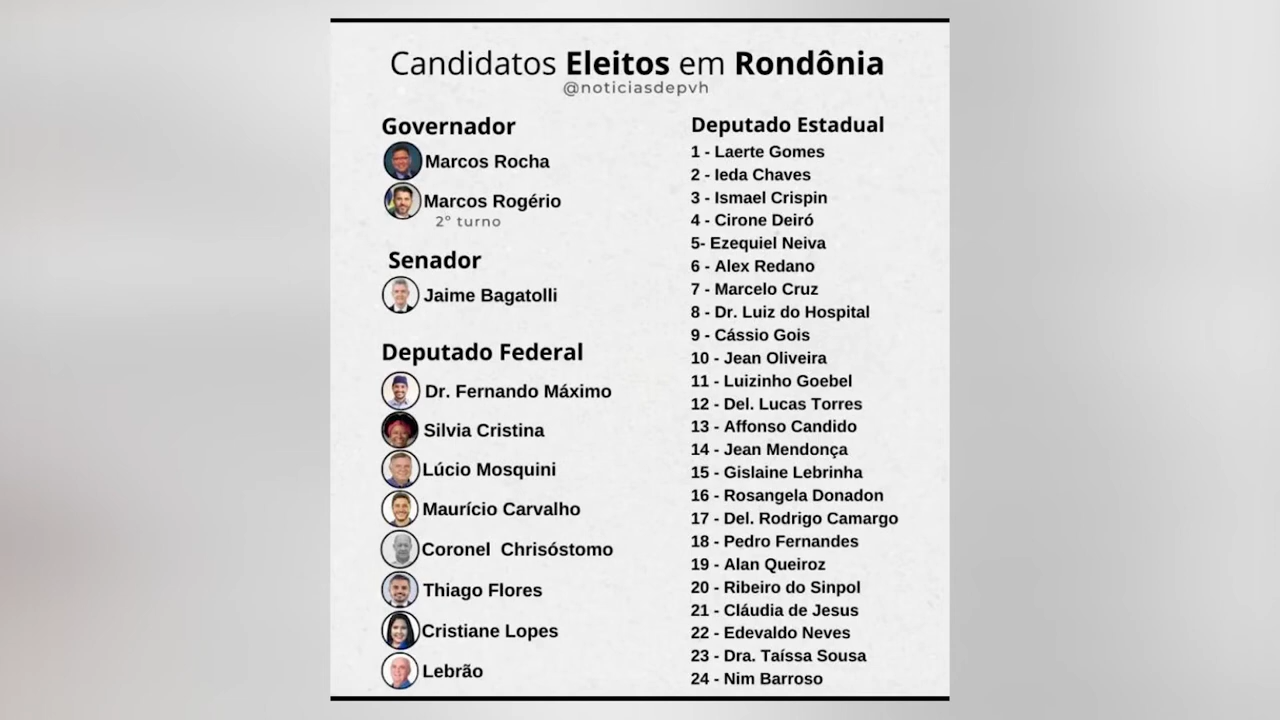 Candidatos Eleitos em Rondônia
@noticiasdepvh
Governador
Marcos Rocha
Marcos Rogério
2º turno
Senador
Jaime Bagatolli
Deputado Federal
Dr. Fernando Máximo
Silvia Cristina
Lúcio Mosquini
Maurício Carvalho
Coronel Chrisóstomo
Thiago Flores
Cristiane Lopes
Lebrão
Deputado Estadual
1 - Laerte Gomes
2 - Ieda Chaves
3 - Ismael Crispin
4 - Cirone Deiró
5- Ezequiel Neiva
6 - Alex Redano
7 - Marcelo Cruz
8 - Dr. Luiz do Hospital
9 - Cássio Gois
10 - Jean Oliveira
11 - Luizinho Goebel
12 - Del. Lucas Torres
13 - Affonso Candido
14 - Jean Mendonça
15 - Gislaine Lebrinha
16 - Rosangela Donadon
17 - Del. Rodrigo Camargo
18 - Pedro Fernandes
19 - Alan Queiroz
20 - Ribeiro do Sinpol
21 - Cláudia de Jesus
22 - Edevaldo Neves
23 - Dra. Taíssa Sousa
24 - Nim Barroso